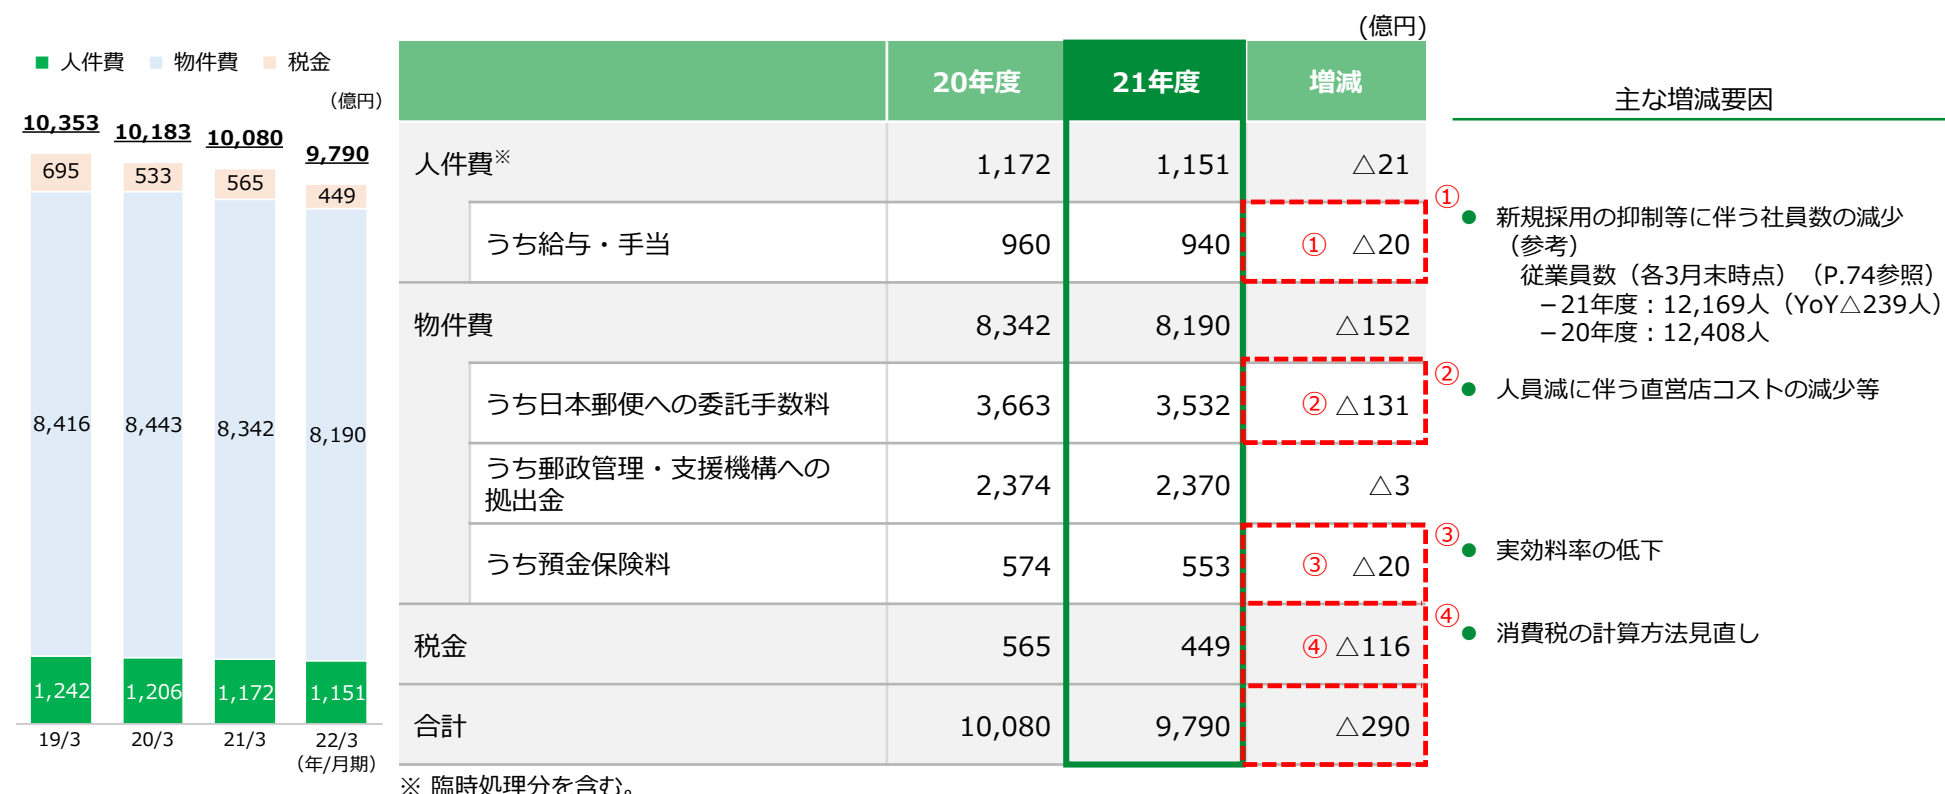 ■ 人件費 ■ 物件費 ■ 税金
（億円）
10,353 10,183 10,080 9,790
695 533 565 449
8,416 8,443 8,342 8,190
1,242 1,206 1,172 1,151
19/3 20/3 21/3 22/3
（年/月期）
(億円)
20年度 21年度 増減
人件費※ 1,172 1,151 △21
うち給与・手当 960 940 ① △20
物件費 8,342 8,190 △152
うち日本郵便への委託手数料 3,663 3,532 ② △131
うち郵政管理・支援機構への
拠出金 2,374 2,370 △3
うち預金保険料 574 553 ③ △20
税金 565 449 ④ △116
合計 10,080 9,790 △290
※ 臨時処理分を含む。
主な増減要因
①
● 新規採用の抑制等に伴う社員数の減少
（参考）
従業員数（各3月末時点）（P.74参照）
－21年度：12,169人（YoY△239人）
－20年度：12,408人
②
● 人員減に伴う直営店コストの減少等
③
● 実効料率の低下
④
● 消費税の計算方法見直し